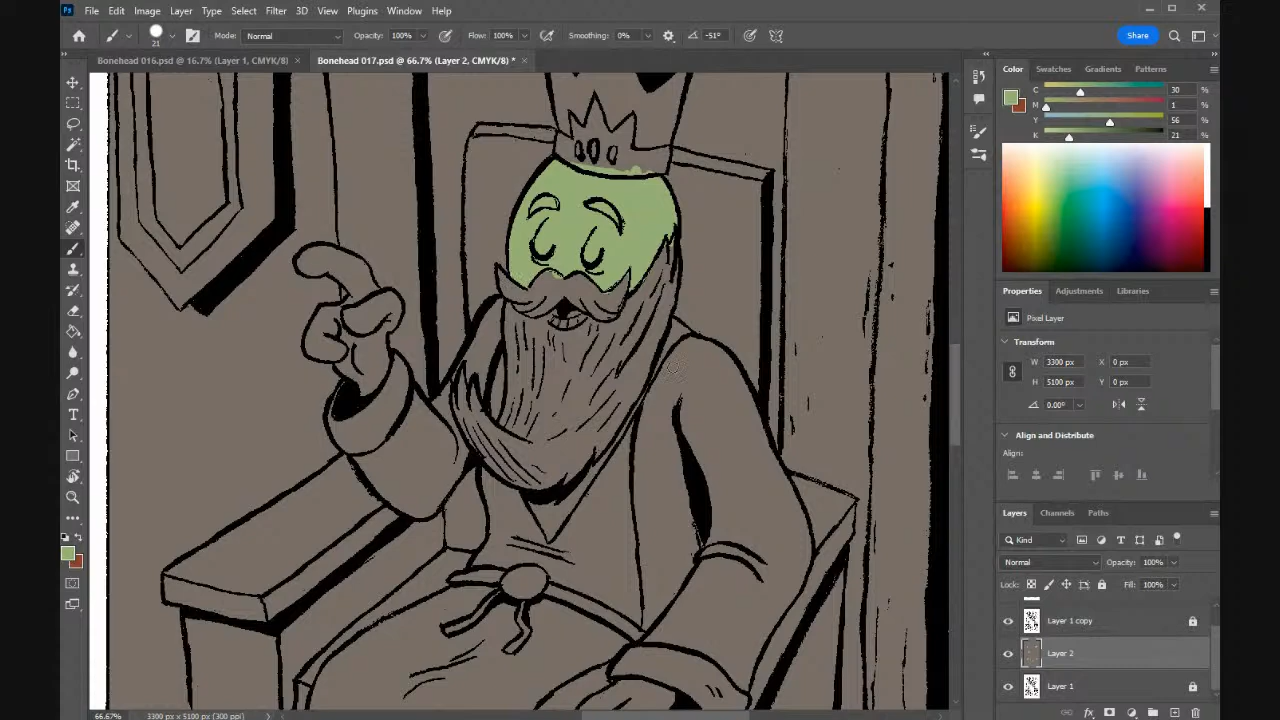 Ps File Edit Image Layer Type Select Filter 3D View Plugins Window Help
21 Mode: Normal Opacity: 100% Flow: 100% Smoothing: 0% -51° Share
Bonehead 016.psd @ 16.7% (Layer 1, CMYK/8) × Bonehead 017.psd @ 66.7% (Layer 2, CMYK/8) * ×
Color Swatches Gradients Patterns
C 30 %
M 1 %
Y 56 %
K 21 %
Properties Adjustments Libraries
Pixel Layer
Transform
W 3300 px X 0 px
H 5100 px Y 0 px
0.00°
Align and Distribute
Align:
Layers Channels Paths
Kind
Normal Opacity: 100%
Lock: Fill: 100%
Layer 1 copy
Layer 2
Layer 1
66.67% 3300 px x 5100 px (300 ppi)